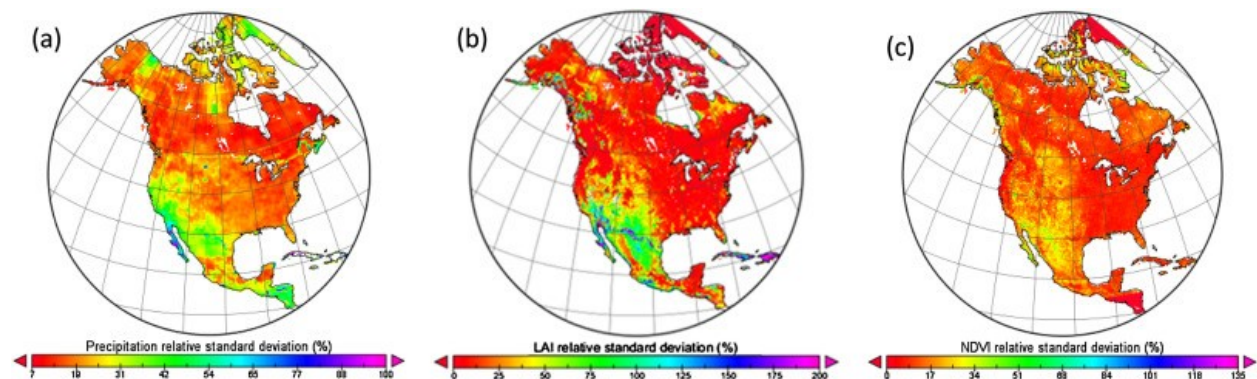 (a)
(b)
(c)
Precipitation relative standard deviation (%)
7 19 31 42 54 65 77 88 100
LAI relative standard deviation (%)
0 25 50 75 100 125 150 175 200
NDVI relative standard deviation (%)
0 17 34 51 68 84 101 118 135